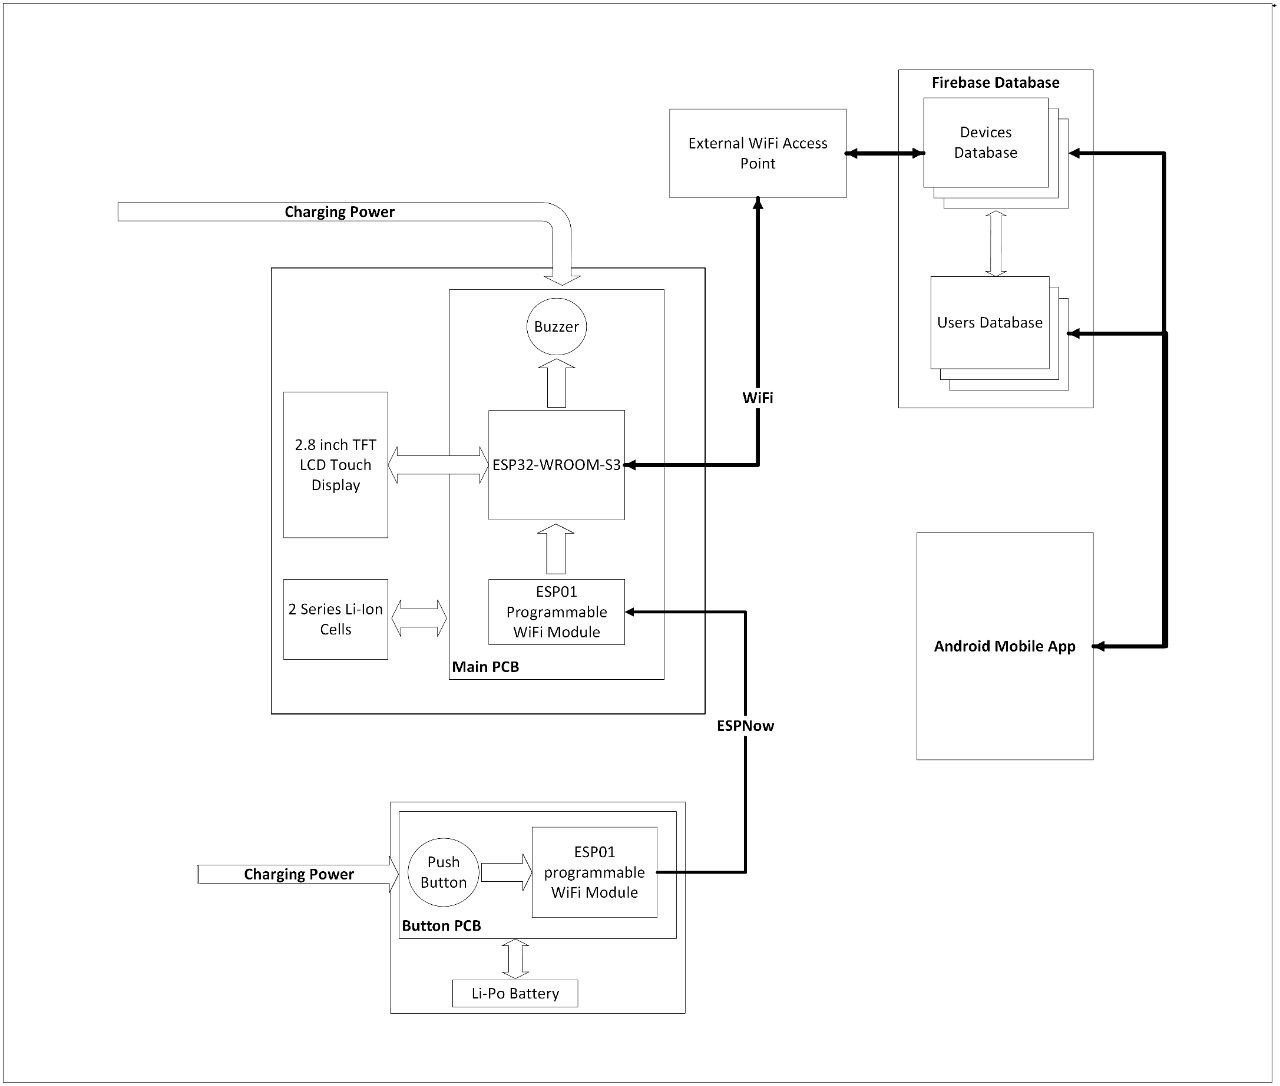 Firebase Database
Devices
Database
External WiFi Access
Point
Charging Power
Buzzer
Users Database
WiFi
2.8 inch TFT
LCD Touch
Display
ESP32-WROOM-S3
2 Series Li-Ion
Cells
ESP01
Programmable
WiFi Module
Main PCB
Android Mobile App
ESPNow
Charging Power
Push
Button
ESP01
programmable
WiFi Module
Button PCB
Li-Po Battery